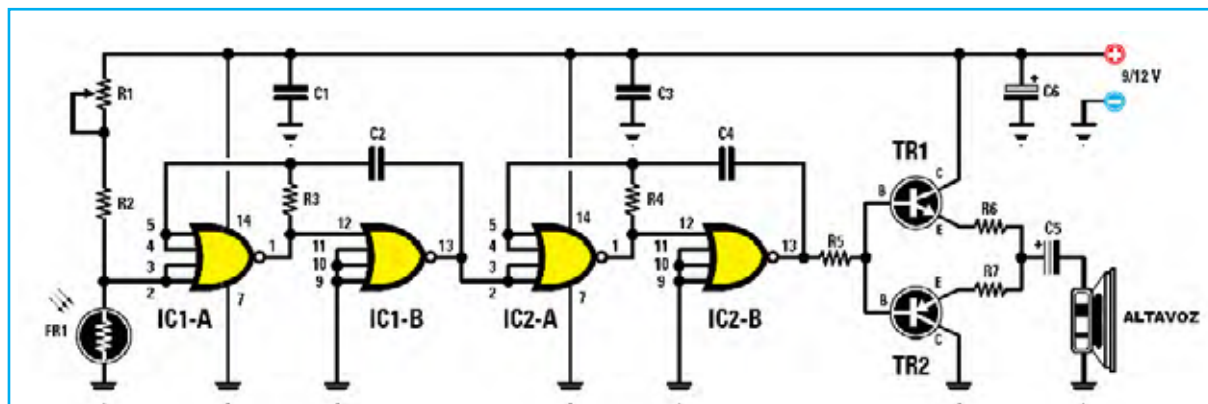 R1
C1
C3
C6
+
9/12 V
C2
C4
TR1
C
B
E
R2
R3
R4
R5
R6
C5
+
R7
5
4
3
2
14
1
7
12
11
10
9
13
5
4
3
2
14
1
7
12
11
10
9
13
FR1
IC1-A
IC1-B
IC2-A
IC2-B
B
E
C
TR2
ALTAVOZ